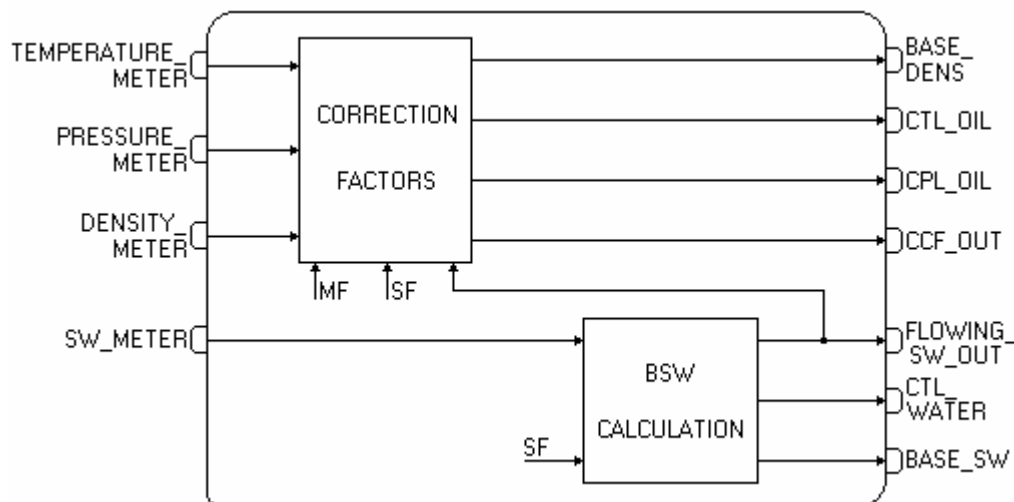 TEMPERATURE_
METER
PRESSURE_
METER
DENSITY_
METER
SW_METER
CORRECTION
FACTORS
MF
SF
BSW
CALCULATION
SF
BASE_
DENS
CTL_OIL
CPL_OIL
CCF_OUT
FLOWING_
SW_OUT
CTL_
WATER
BASE_SW